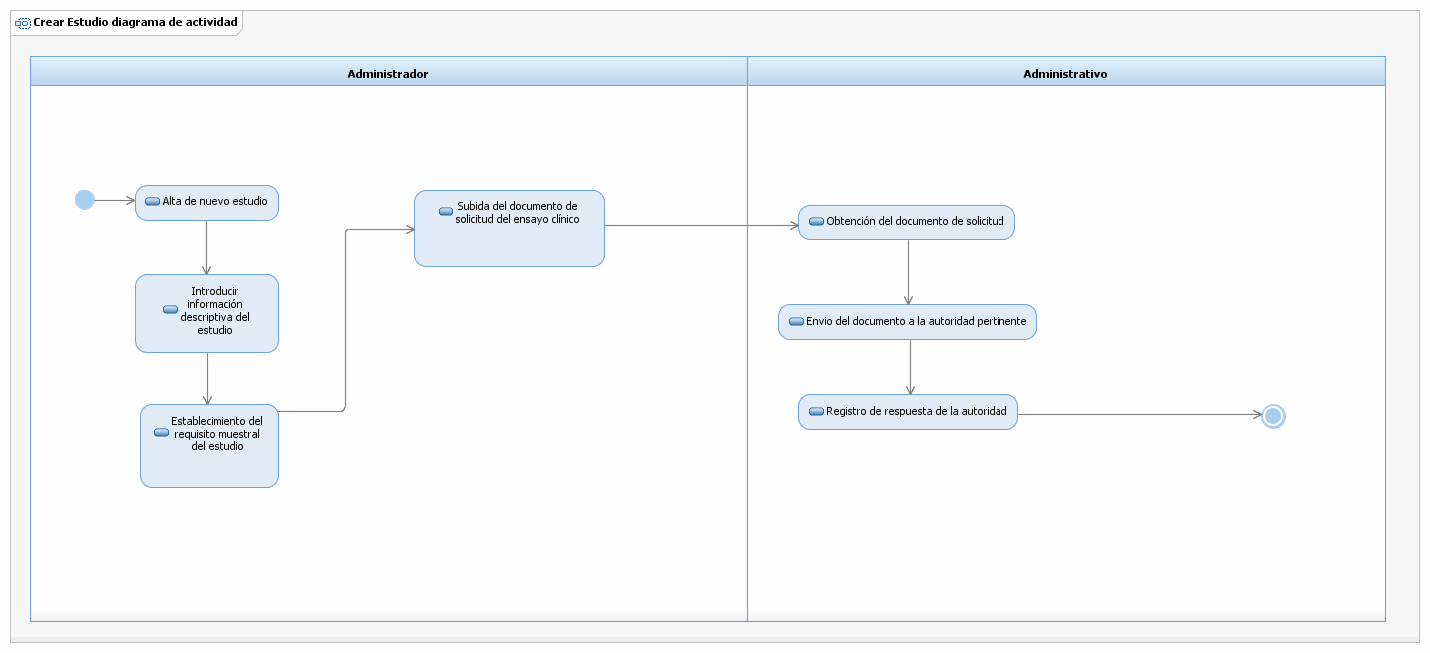 Crear Estudio diagrama de actividad
Administrador
Administrativo
Alta de nuevo estudio
Introducir
información
descriptiva del
estudio
Establecimiento del
requisito muestral
del estudio
Subida del documento de
solicitud del ensayo clínico
Obtención del documento de solicitud
Envio del documento a la autoridad pertinente
Registro de respuesta de la autoridad